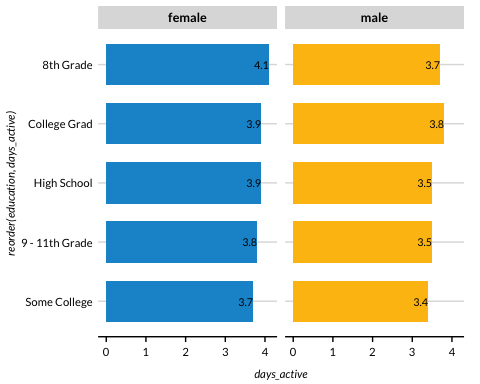 female male
reorder(education, days_active)
8th Grade 4.1 3.7
College Grad 3.9 3.8
High School 3.9 3.5
9 - 11th Grade 3.8 3.5
Some College 3.7 3.4
0 1 2 3 4 0 1 2 3 4
days_active